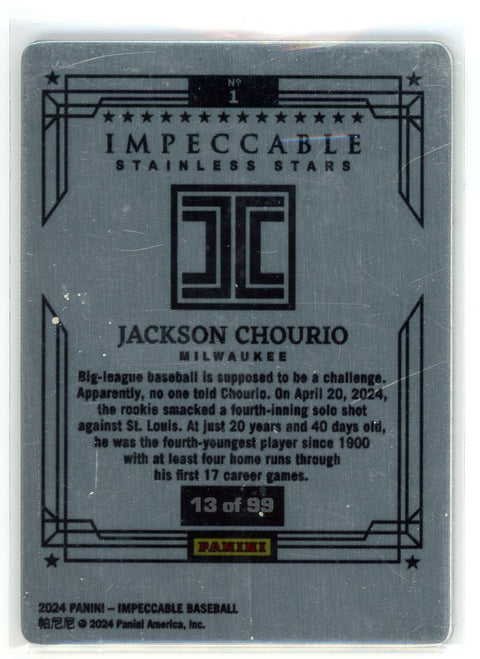 Nº
1
IMPECCABLE
STAINLESS STARS
JACKSON CHOURIO
MILWAUKEE
Big-league baseball is supposed to be a challenge.
Apparently, no one told Chourio. On April 20, 2024,
the rookie smacked a fourth-inning solo shot
against St. Louis. At just 20 years and 40 days old,
he was the fourth-youngest player since 1900
with at least four home runs through
his first 17 career games.
13 of 99
PANINI
2024 PANINI – IMPECCABLE BASEBALL
帕尼尼 © 2024 Panini America, Inc.